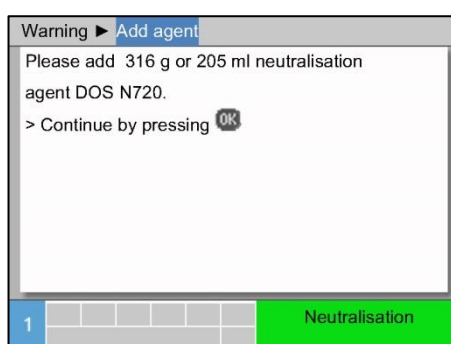 Warning ► Add agent
Please add 316 g or 205 ml neutralisation
agent DOS N720.
> Continue by pressing OK
1
Neutralisation